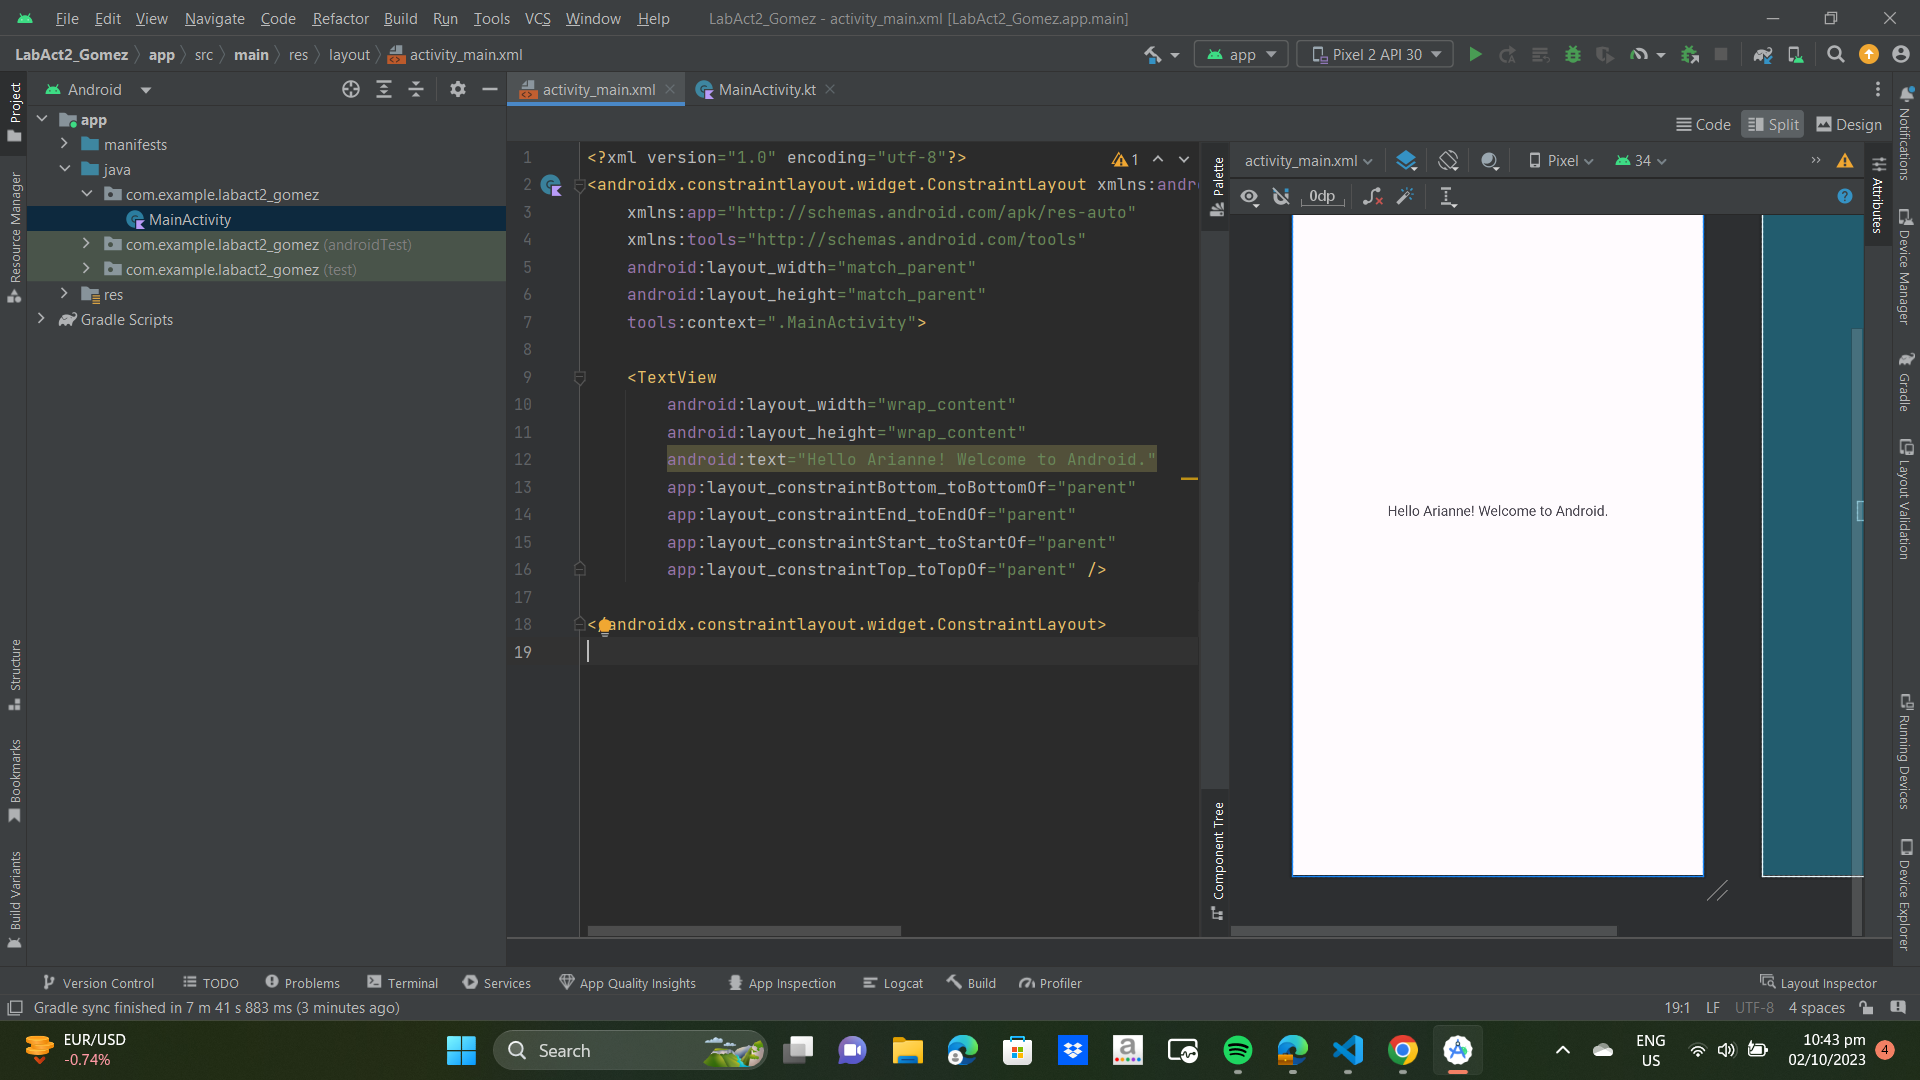 File Edit View Navigate Code Refactor Build Run Tools VCS Window Help LabAct2_Gomez - activity_main.xml [LabAct2_Gomez.app.main]
LabAct2_Gomez app src main res layout activity_main.xml app Pixel 2 API 30
Project
Resource Manager
Structure
Bookmarks
Build Variants
Android
app
manifests
java
com.example.labact2_gomez
MainActivity
com.example.labact2_gomez (androidTest)
com.example.labact2_gomez (test)
res
Gradle Scripts
activity_main.xml MainActivity.kt
Code Split Design
1 <?xml version="1.0" encoding="utf-8"?> 1
2 <androidx.constraintlayout.widget.ConstraintLayout xmlns:andro
3 xmlns:app="http://schemas.android.com/apk/res-auto"
4 xmlns:tools="http://schemas.android.com/tools"
5 android:layout_width="match_parent"
6 android:layout_height="match_parent"
7 tools:context=".MainActivity">
8
9 <TextView
10 android:layout_width="wrap_content"
11 android:layout_height="wrap_content"
12 android:text="Hello Arianne! Welcome to Android."
13 app:layout_constraintBottom_toBottomOf="parent"
14 app:layout_constraintEnd_toEndOf="parent"
15 app:layout_constraintStart_toStartOf="parent"
16 app:layout_constraintTop_toTopOf="parent" />
17
18 </androidx.constraintlayout.widget.ConstraintLayout>
19
Palette
Component Tree
activity_main.xml Pixel 34
0dp
Hello Arianne! Welcome to Android.
Attributes
Notifications
Device Manager
Gradle
Layout Validation
Running Devices
Device Explorer
Version Control TODO Problems Terminal Services App Quality Insights App Inspection Logcat Build Profiler Layout Inspector
Gradle sync finished in 7 m 41 s 883 ms (3 minutes ago) 19:1 LF UTF-8 4 spaces
EUR/USD
-0.74%
Search
ENG
US
10:43 pm
02/10/2023
4